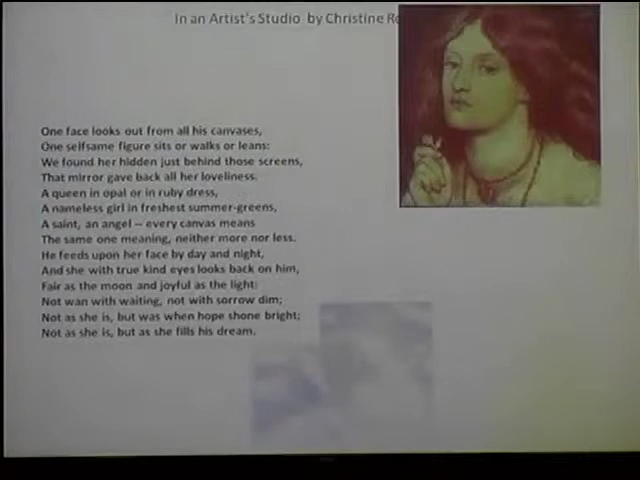 In an Artist's Studio by Christine
One face looks out from all his canvases,
One selfsame figure sits or walks or leans:
We found her hidden just behind those screens,
That mirror gave back all her loveliness.
A queen in opal or in ruby dress,
A nameless girl in freshest summer-greens,
A saint, an angel – every canvas means
The same one meaning, neither more nor less.
He feeds upon her face by day and night,
And she with true kind eyes looks back on him,
Fair as the moon and joyful as the light:
Not wan with waiting, not with sorrow dim;
Not as she is, but was when hope shone bright;
Not as she is, but as she fills his dream.